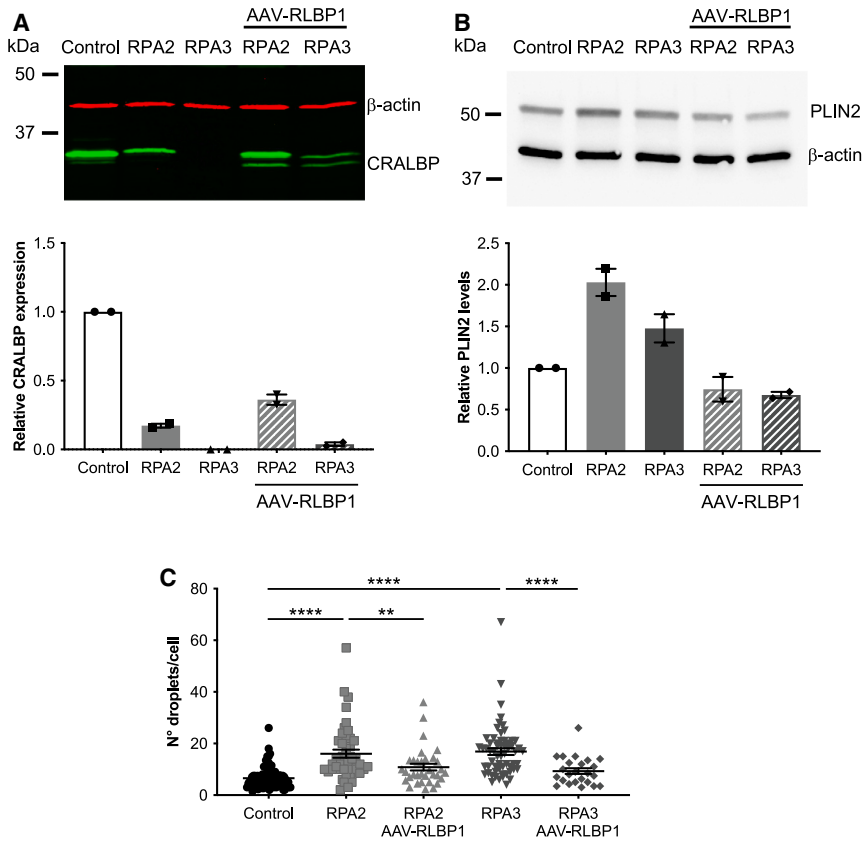 A
AAV-RLBP1
kDa
Control RPA2 RPA3 RPA2 RPA3
50
β-actin
37
CRALBP
Relative CRALBP expression
1.5
1.0
0.5
0.0
Control RPA2 RPA3 RPA2 RPA3
AAV-RLBP1
B
AAV-RLBP1
kDa
Control RPA2 RPA3 RPA2 RPA3
50
PLIN2
β-actin
37
Relative PLIN2 levels
2.5
2.0
1.5
1.0
0.5
0.0
Control RPA2 RPA3 RPA2 RPA3
AAV-RLBP1
C
N° droplets/cell
80
60
40
20
0
**** ****
**** **
Control RPA2 RPA2 RPA3 RPA3
AAV-RLBP1 AAV-RLBP1